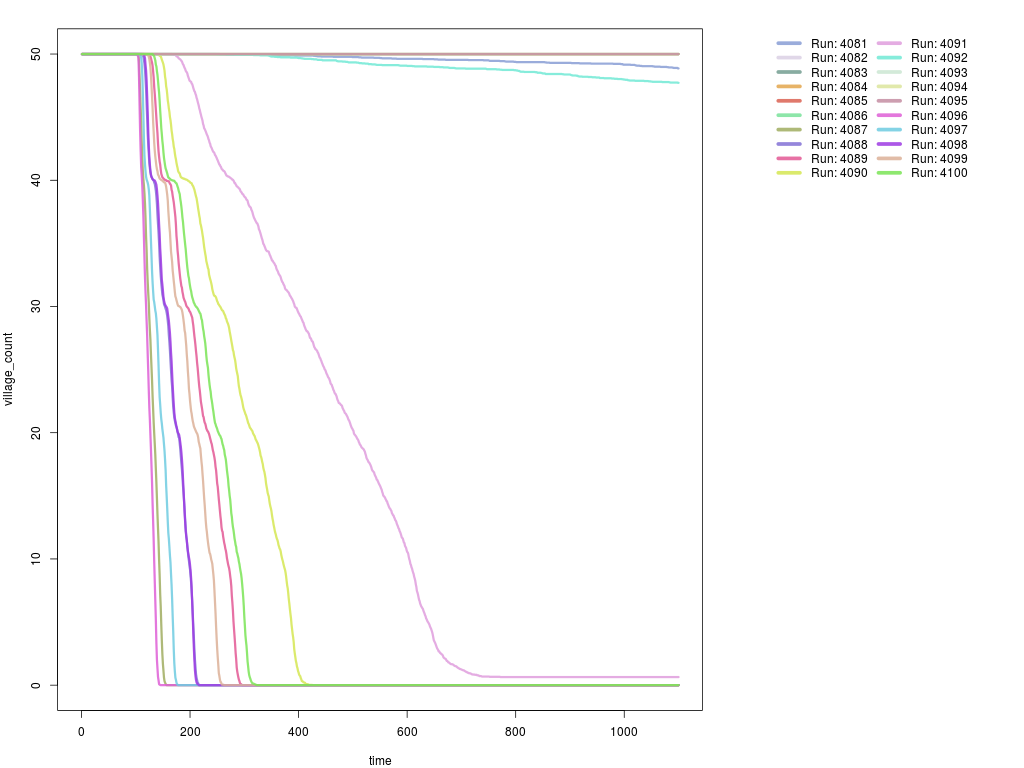 village_count
50
40
30
20
10
0
0 200 400 600 800 1000
time
Run: 4081 Run: 4091
Run: 4082 Run: 4092
Run: 4083 Run: 4093
Run: 4084 Run: 4094
Run: 4085 Run: 4095
Run: 4086 Run: 4096
Run: 4087 Run: 4097
Run: 4088 Run: 4098
Run: 4089 Run: 4099
Run: 4090 Run: 4100